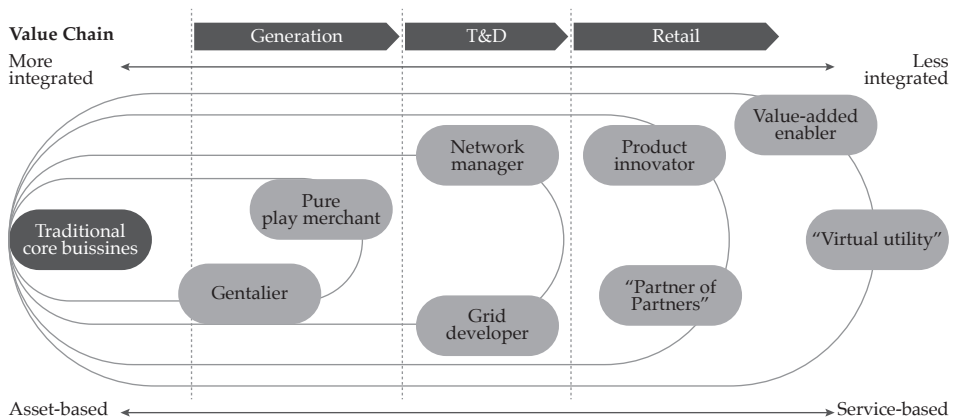 Value Chain
Generation
T&D
Retail
More
integrated
Less
integrated
Value-added
enabler
Network
manager
Product
innovator
Pure
play merchant
Traditional
core buissines
“Virtual utility”
Gentalier
“Partner of
Partners”
Grid
developer
Asset-based
Service-based